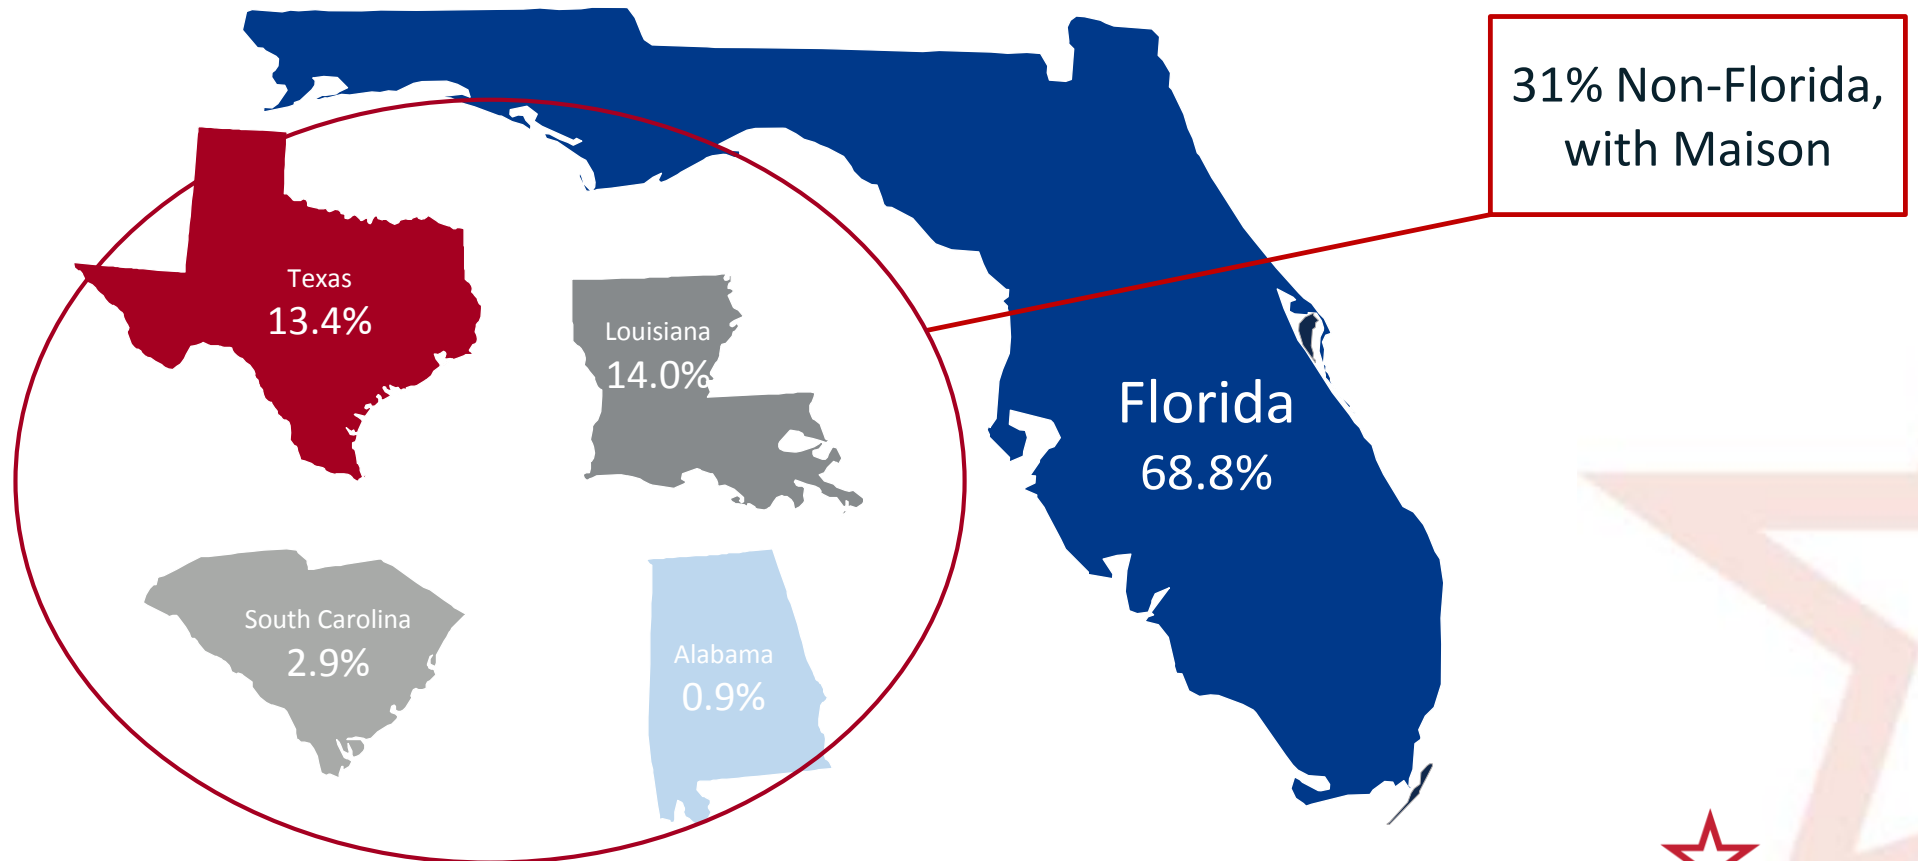 31% Non-Florida,
with Maison
Texas
13.4%
Louisiana
14.0%
Florida
68.8%
South Carolina
2.9%
Alabama
0.9%